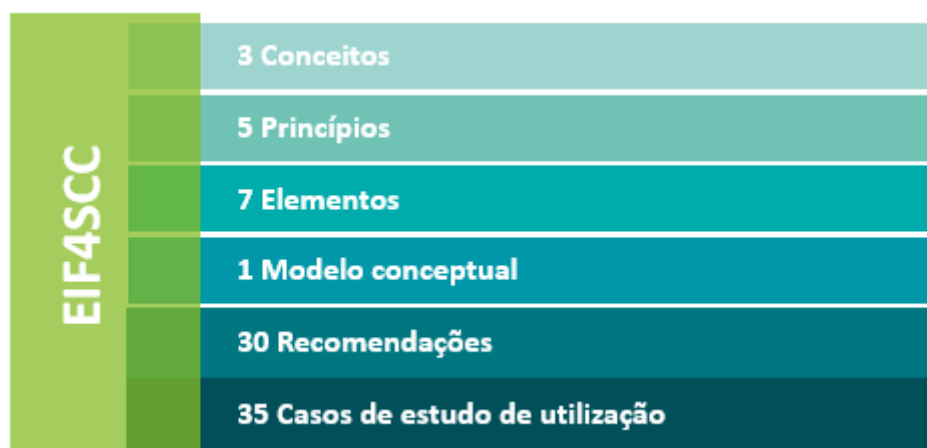 EIF4SCC
3 Conceitos
5 Princípios
7 Elementos
1 Modelo conceptual
30 Recomendações
35 Casos de estudo de utilização